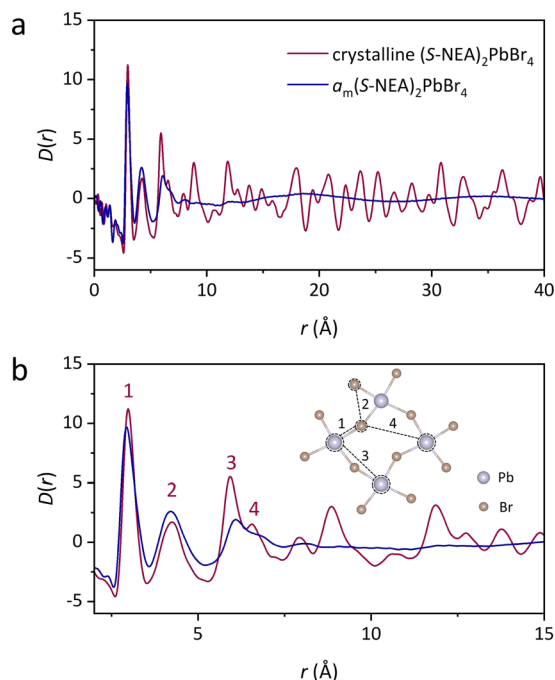 a
15
10
5
0
-5
D(r)
crystalline (S-NEA)₂PbBr₄
aₘ(S-NEA)₂PbBr₄
0 10 20 30 40
r (Å)
b
15
10
5
0
-5
D(r)
1
2
3
4
1
2
3
4
Pb
Br
5 10 15
r (Å)